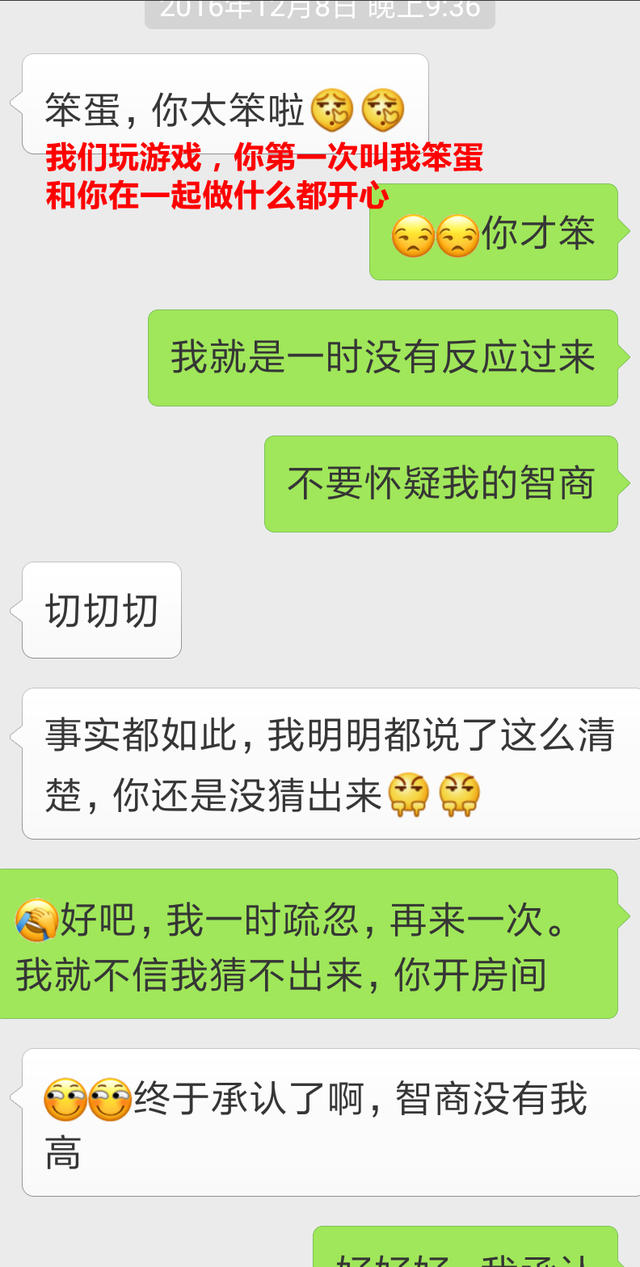 2016年12月8日 晚上9:36
笨蛋，你太笨啦
我们玩游戏，你第一次叫我笨蛋
和你在一起做什么都开心
你才笨
我就是一时没有反应过来
不要怀疑我的智商
切切切
事实都如此，我明明都说了这么清
楚，你还是没猜出来
好吧，我一时疏忽，再来一次。
我就不信我猜不出来，你开房间
终于承认了啊，智商没有我
高
好好好，我承认